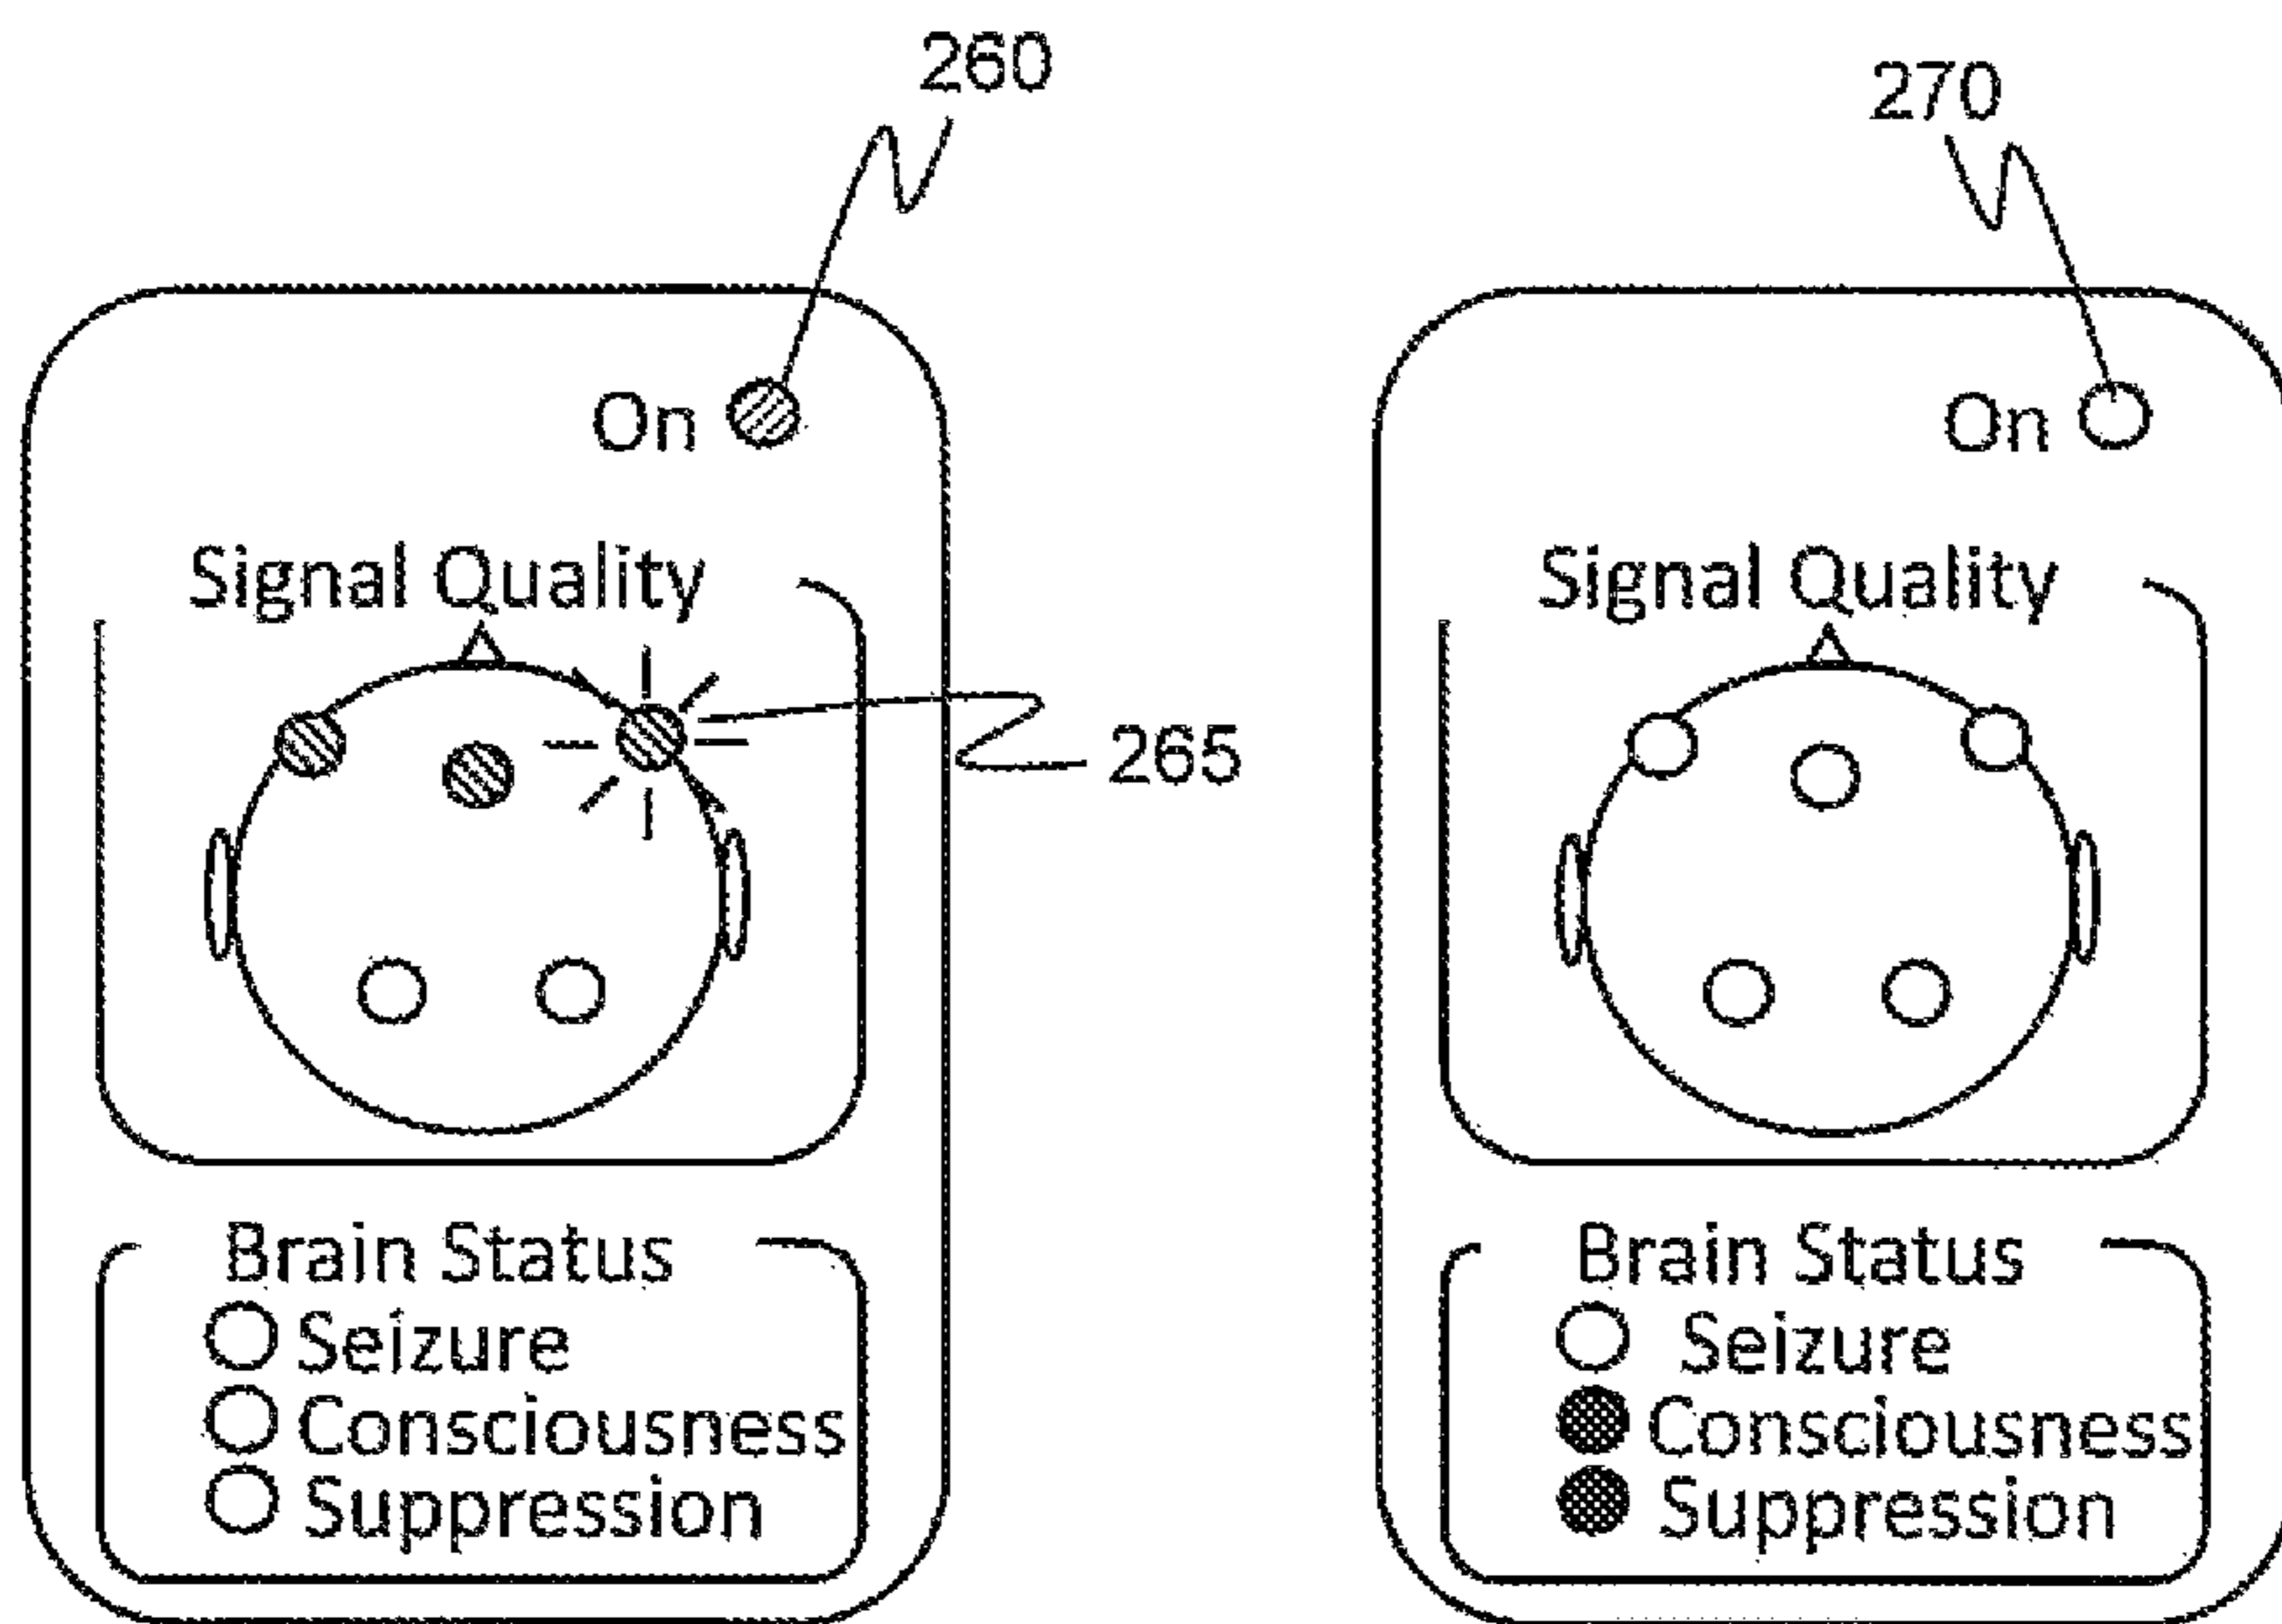 260
270
On
On
Signal Quality
Signal Quality
265
Brain Status
Seizure
Consciousness
Suppression
Brain Status
Seizure
Consciousness
Suppression